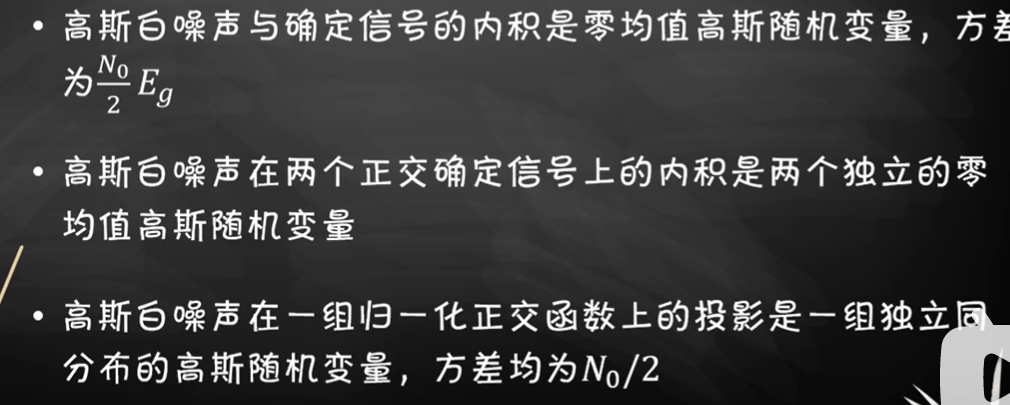 • 高斯白噪声与确定信号的内积是零均值高斯随机变量，方差
为\frac{N_0}{2} E_g
• 高斯白噪声在两个正交确定信号上的内积是两个独立的零
均值高斯随机变量
• 高斯白噪声在一组归一化正交函数上的投影是一组独立同
分布的高斯随机变量，方差均为N_0/2